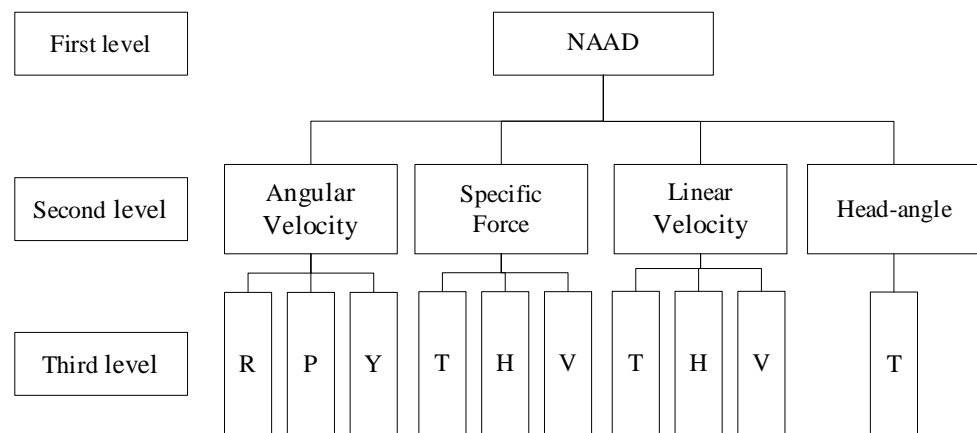 First level
NAAD
Second level
Angular
Velocity
Specific
Force
Linear
Velocity
Head-angle
Third level
R
P
Y
T
H
V
T
H
V
T